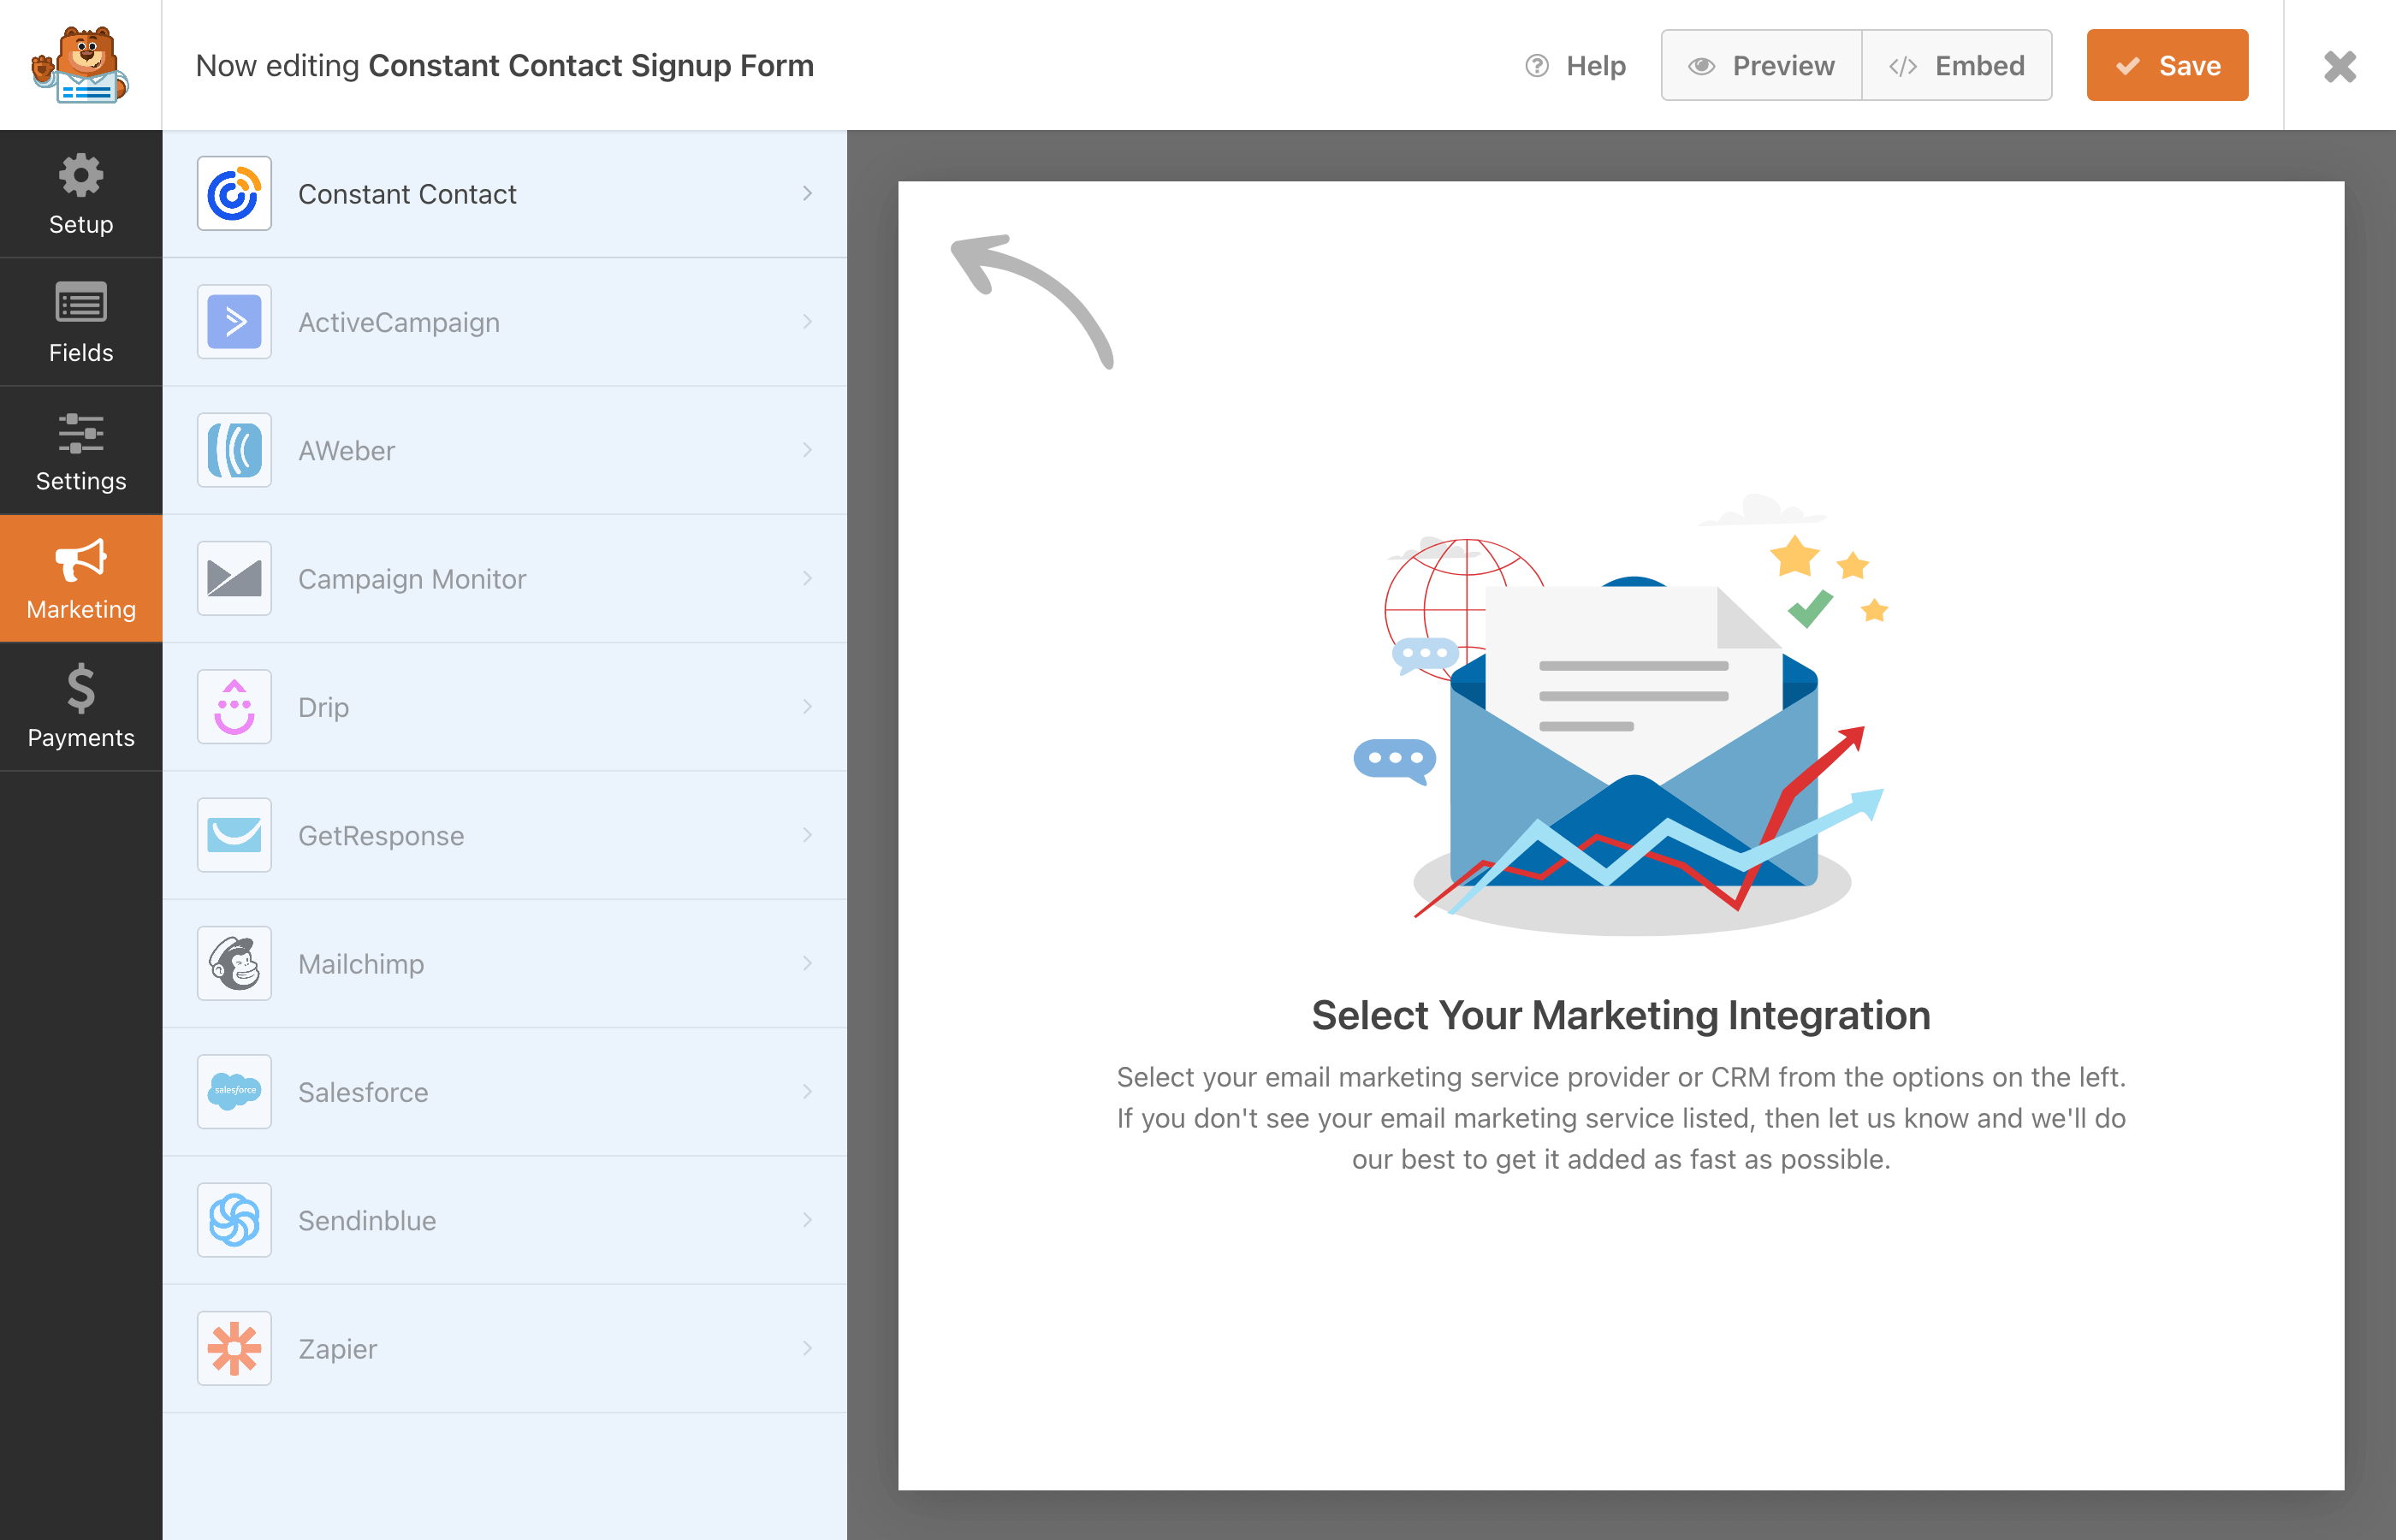 Now editing Constant Contact Signup Form
Help
Preview
Embed
Save
Setup
Fields
Settings
Marketing
Payments
Constant Contact
ActiveCampaign
AWeber
Campaign Monitor
Drip
GetResponse
Mailchimp
salesforce
Salesforce
Sendinblue
Zapier
Select Your Marketing Integration
Select your email marketing service provider or CRM from the options on the left.
If you don't see your email marketing service listed, then let us know and we'll do
our best to get it added as fast as possible.